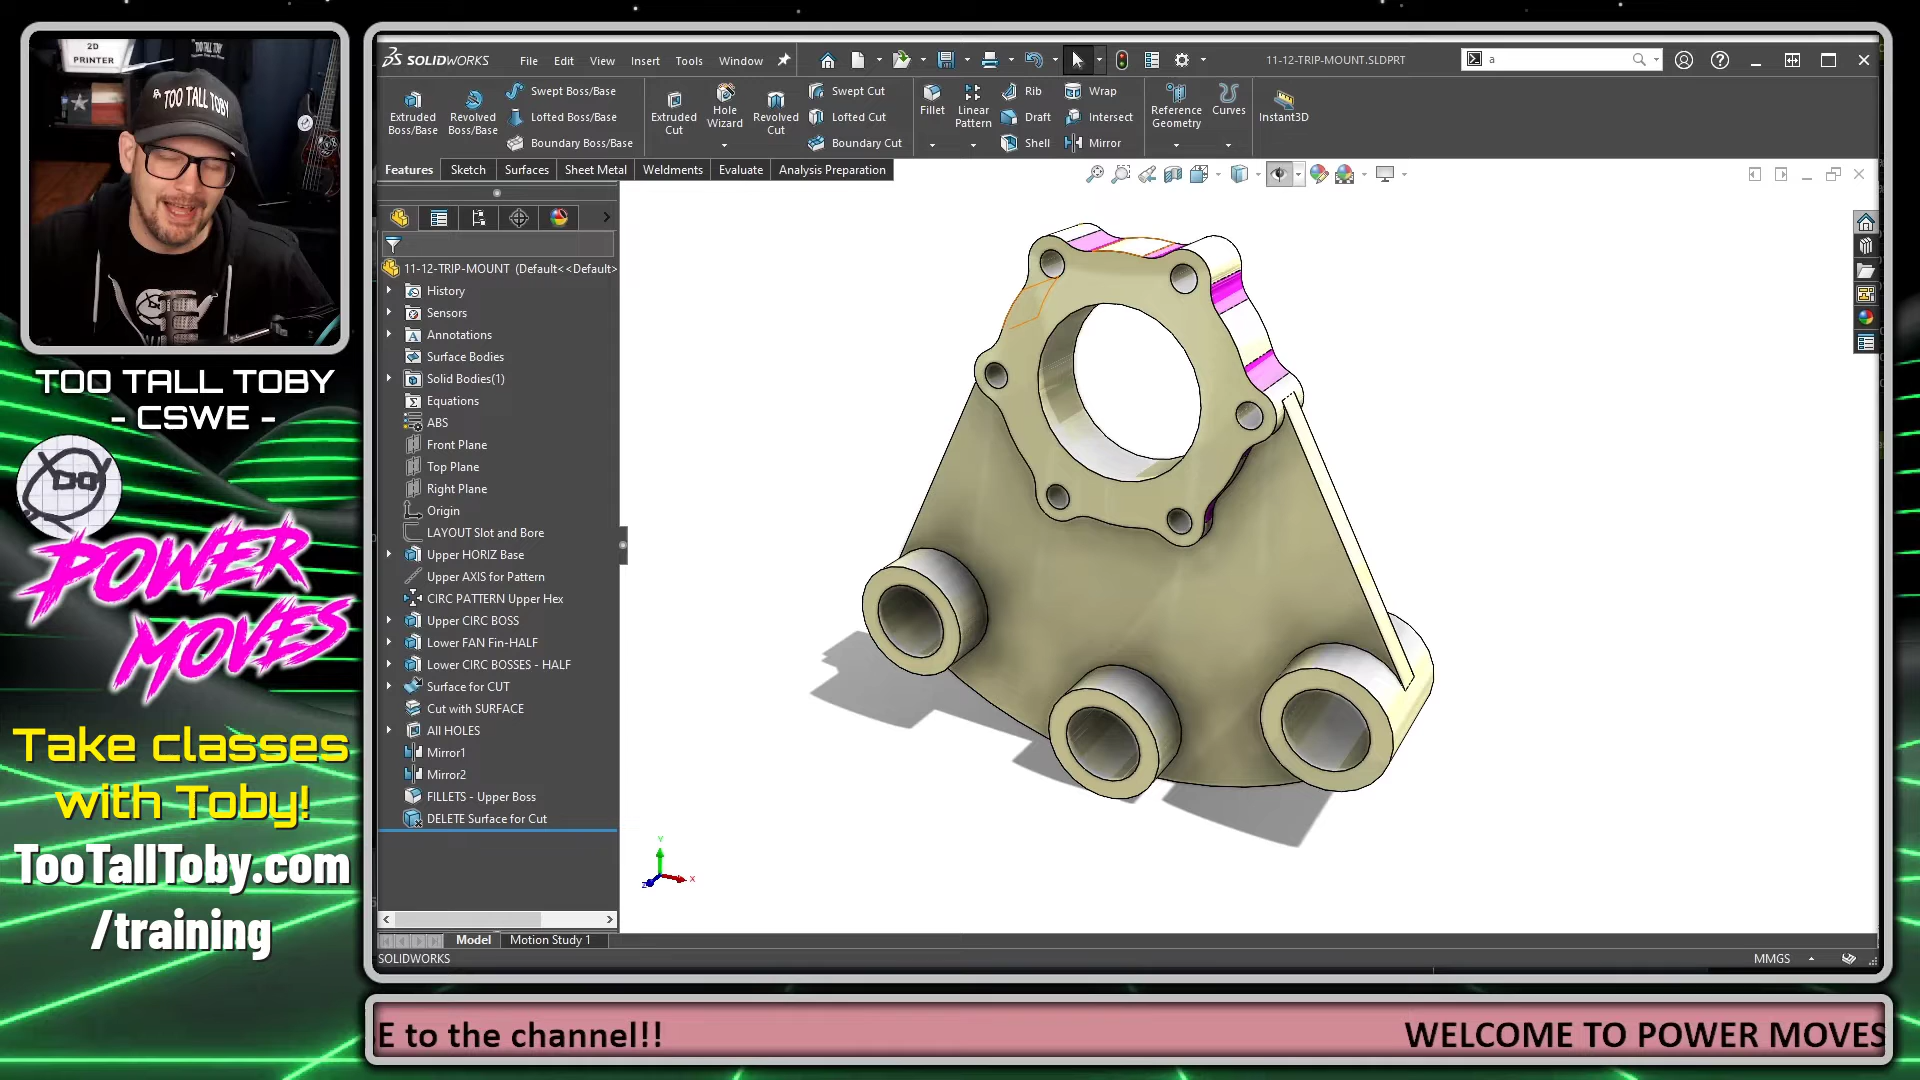 2D
PRINTER
TOO TALL TOBY
TOO TALL TOBY
- CSWE -
POWER
MOVES
Take classes
with Toby!
TooTallToby.com
/training
SOLIDWORKS
File
Edit
View
Insert
Tools
Window
11-12-TRIP-MOUNT.SLDPRT
a
Extruded
Boss/Base
Revolved
Boss/Base
Swept Boss/Base
Lofted Boss/Base
Boundary Boss/Base
Extruded
Cut
Hole
Wizard
Revolved
Cut
Swept Cut
Lofted Cut
Boundary Cut
Fillet
Linear
Pattern
Rib
Draft
Shell
Wrap
Intersect
Mirror
Reference
Geometry
Curves
Instant3D
Features
Sketch
Surfaces
Sheet Metal
Weldments
Evaluate
Analysis Preparation
11-12-TRIP-MOUNT (Default<<Default>
History
Sensors
Annotations
Surface Bodies
Solid Bodies(1)
Equations
ABS
Front Plane
Top Plane
Right Plane
Origin
LAYOUT Slot and Bore
Upper HORIZ Base
Upper AXIS for Pattern
CIRC PATTERN Upper Hex
Upper CIRC BOSS
Lower FAN Fin-HALF
Lower CIRC BOSSES - HALF
Surface for CUT
Cut with SURFACE
All HOLES
Mirror1
Mirror2
FILLETS - Upper Boss
DELETE Surface for Cut
Y
X
Z
Model
Motion Study 1
SOLIDWORKS
MMGS
E to the channel!!
WELCOME TO POWER MOVES